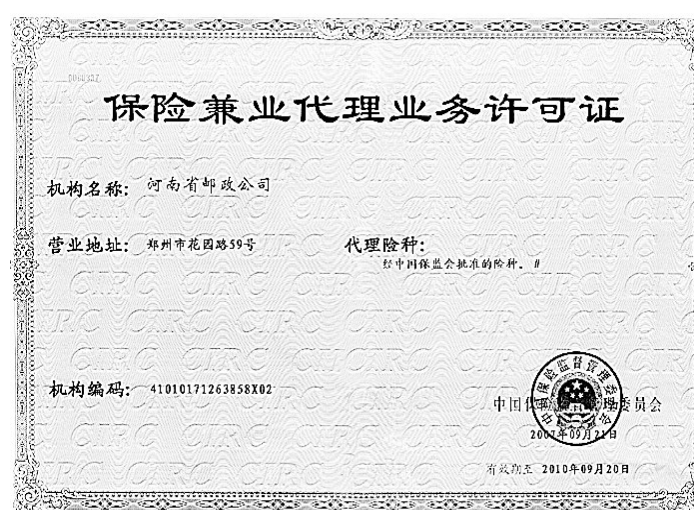 保险兼业代理业务许可证
机构名称: 河南省邮政公司
营业地址: 郑州市花园路59号
代理险种:
经中国保监会批准的险种。#
机构编码: 41010171263858X02
中国保险监督管理委员会
2007年09月21日
有效期至 2010年09月20日